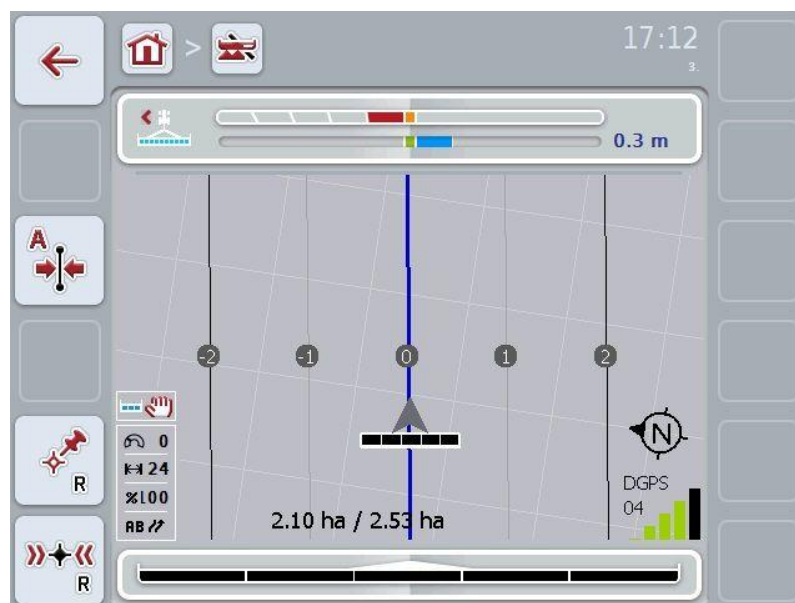 17:12
3.
0.3 m
A
-2 -1 0 1 2
0
24
%100
AB
N
DGPS
04
2.10 ha / 2.53 ha
R
R